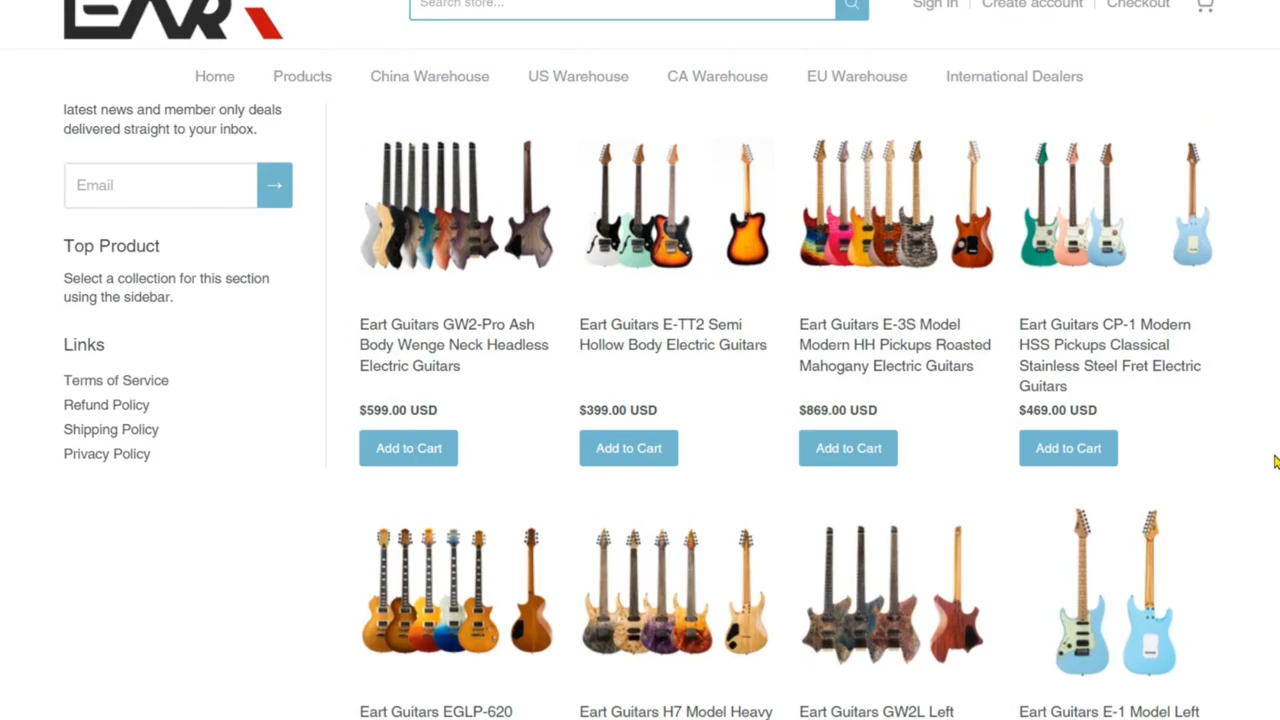 EART
Search store...
Sign in
Create account
Checkout
Home
Products
China Warehouse
US Warehouse
CA Warehouse
EU Warehouse
International Dealers
latest news and member only deals
delivered straight to your inbox.
Email
→
Top Product
Select a collection for this section
using the sidebar.
Links
Terms of Service
Refund Policy
Shipping Policy
Privacy Policy
Eart Guitars GW2-Pro Ash
Body Wenge Neck Headless
Electric Guitars
$599.00 USD
Add to Cart
Eart Guitars E-TT2 Semi
Hollow Body Electric Guitars
$399.00 USD
Add to Cart
Eart Guitars E-3S Model
Modern HH Pickups Roasted
Mahogany Electric Guitars
$869.00 USD
Add to Cart
Eart Guitars CP-1 Modern
HSS Pickups Classical
Stainless Steel Fret Electric
Guitars
$469.00 USD
Add to Cart
Eart Guitars EGLP-620
Eart Guitars H7 Model Heavy
Eart Guitars GW2L Left
Eart Guitars E-1 Model Left